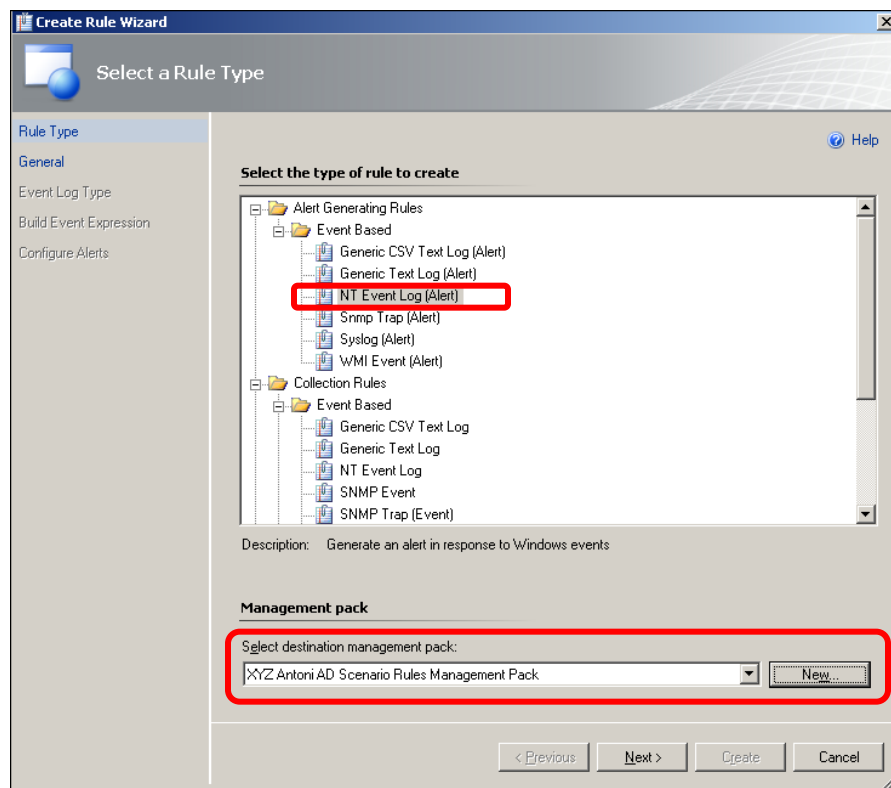 Create Rule Wizard
Select a Rule Type
Rule Type
General
Event Log Type
Build Event Expression
Configure Alerts
Help
Select the type of rule to create
Alert Generating Rules
Event Based
Generic CSV Text Log (Alert)
Generic Text Log (Alert)
NT Event Log (Alert)
Snmp Trap (Alert)
Syslog (Alert)
WMI Event (Alert)
Collection Rules
Event Based
Generic CSV Text Log
Generic Text Log
NT Event Log
SNMP Event
SNMP Trap (Event)
Description: Generate an alert in response to Windows events
Management pack
Select destination management pack:
XYZ Antoni AD Scenario Rules Management Pack
New...
< Previous Next > Create Cancel